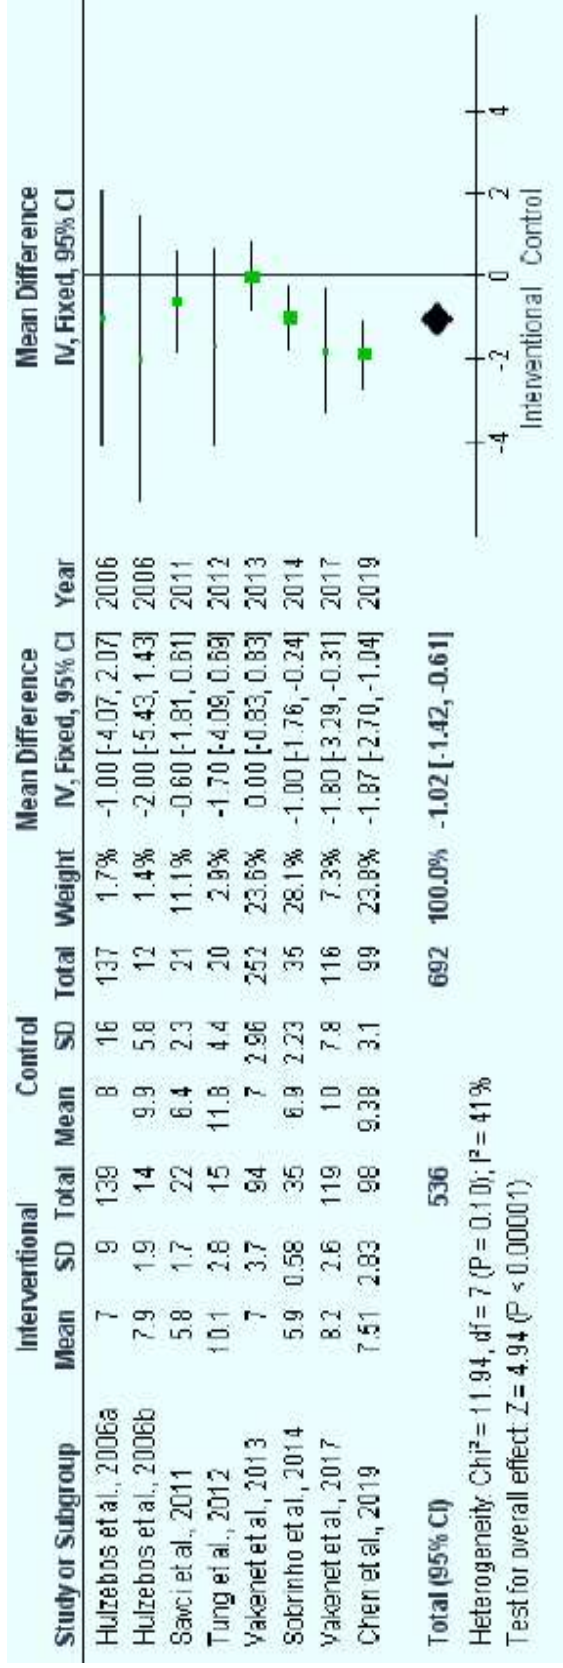 Interventional Control Mean Difference Mean Difference
Study or Subgroup Mean SD Total Mean SD Total Weight IV, Fixed, 95% CI Year IV, Fixed, 95% CI
Hulzebos et al., 2006a 7 9 139 8 16 137 1.7% -1.00 [-4.07, 2.07] 2006
Hulzebos et al., 2006b 7.9 1.9 14 9.9 5.8 12 1.4% -2.00 [-5.43, 1.43] 2006
Savci et al., 2011 5.8 1.7 22 6.4 2.3 21 11.1% -0.60 [-1.81, 0.61] 2011
Tung et al., 2012 10.1 2.8 15 11.8 4.4 20 2.9% -1.70 [-4.09, 0.69] 2012
Vakenet et al., 2013 7 3.7 94 7 2.96 252 23.6% 0.00 [-0.83, 0.83] 2013
Sobrinho et al., 2014 5.9 0.58 35 6.9 2.23 35 28.1% -1.00 [-1.76, -0.24] 2014
Vakenet et al., 2017 8.2 2.6 119 10 7.8 116 7.3% -1.80 [-3.29, -0.31] 2017
Chen et al., 2019 7.51 2.83 98 9.38 3.1 99 23.8% -1.87 [-2.70, -1.04] 2019
Total (95% CI) 536 692 100.0% -1.02 [-1.42, -0.61]
Heterogeneity: Chi² = 11.94, df = 7 (P = 0.10); I² = 41%
Test for overall effect: Z = 4.94 (P < 0.00001)
-4 -2 0 2 4
Interventional Control